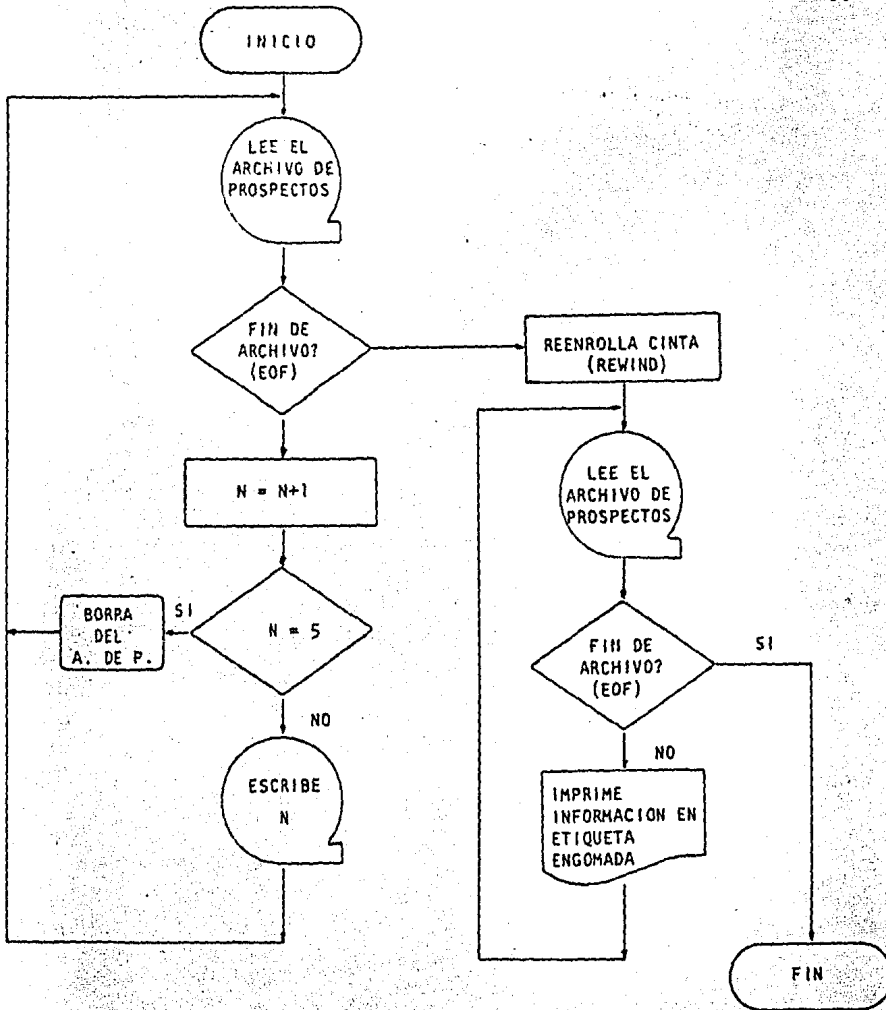 INICIO
LEE EL
ARCHIVO DE
PROSPECTOS
FIN DE
ARCHIVO?
(EOF)
N = N+1
N = 5
SI
BORRA
DEL
A. DE P.
NO
ESCRIBE
N
REENROLLA CINTA
(REWIND)
LEE EL
ARCHIVO DE
PROSPECTOS
FIN DE
ARCHIVO?
(EOF)
SI
NO
IMPRIME
INFORMACION EN
ETIQUETA
ENGOMADA
FIN